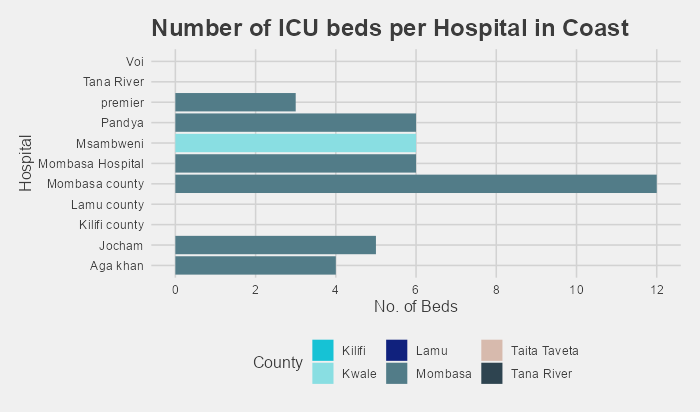 Number of ICU beds per Hospital in Coast
Hospital
Voi
Tana River
premier
Pandya
Msambweni
Mombasa Hospital
Mombasa county
Lamu county
Kilifi county
Jocham
Aga khan
0 2 4 6 8 10 12
No. of Beds
County
Kilifi Lamu Taita Taveta
Kwale Mombasa Tana River